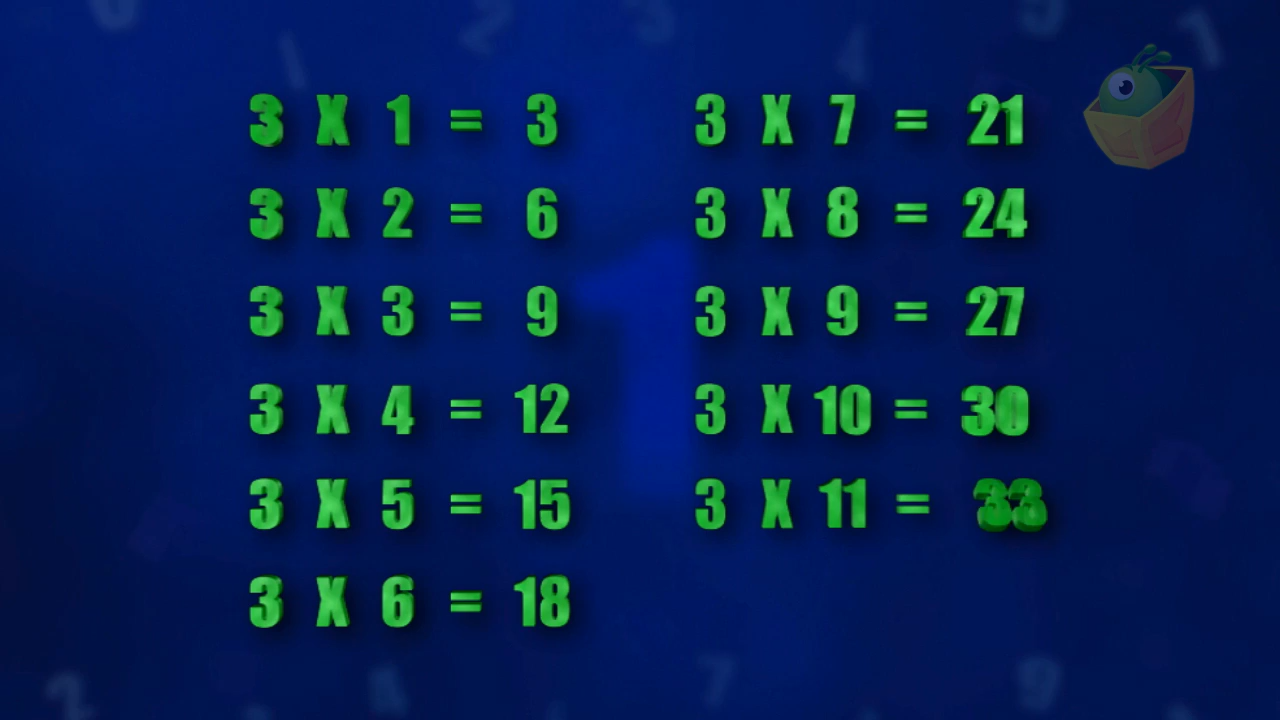 3 X 1 = 3
3 X 2 = 6
3 X 3 = 9
3 X 4 = 12
3 X 5 = 15
3 X 6 = 18
3 X 7 = 21
3 X 8 = 24
3 X 9 = 27
3 X 10 = 30
3 X 11 = 33